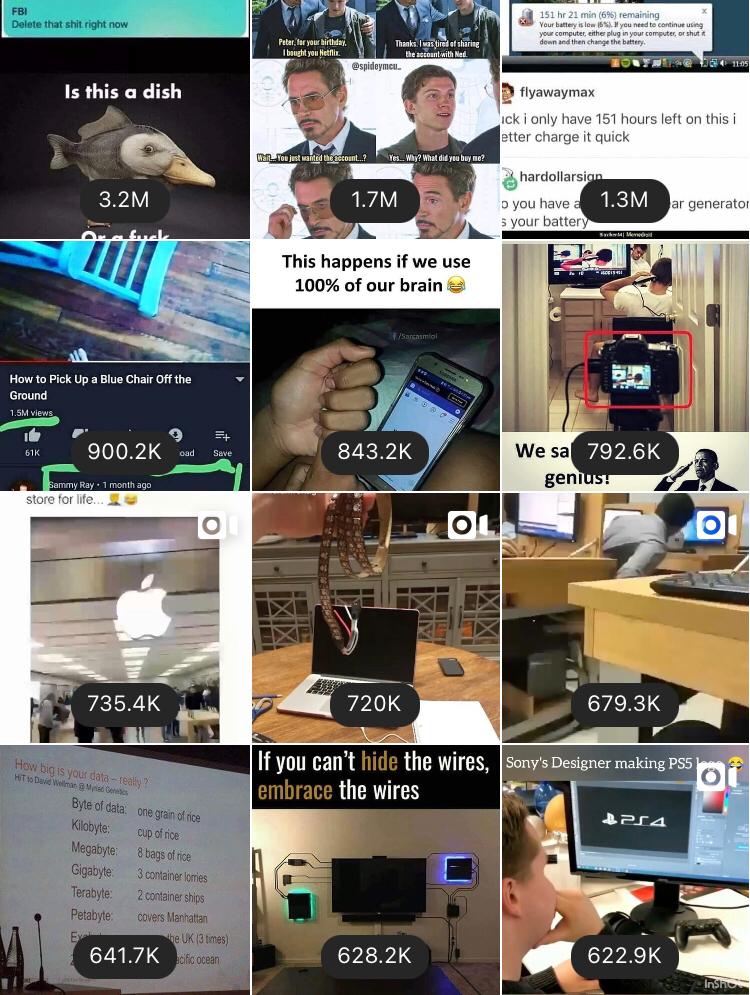 FBI
Delete that shit right now
Is this a dish
Or a fuck
3.2M
Peter, for your birthday,
I bought you Netflix.
Thanks. I was tired of sharing
the account with Ned.
@spideymcu_
Wait... You just wanted the account...?
Yes... Why? What did you buy me?
1.7M
151 hr 21 min (6%) remaining
Your battery is low (6%). If you need to continue using
your computer, either plug in your computer, or shut it
down and then change the battery.
11:05
flyawaymax
uck i only have 151 hours left on this i
etter charge it quick
hardollarsign
o you have a
ear generator
s your battery
1.3M
How to Pick Up a Blue Chair Off the
Ground
1.5M views
61K
oad
Save
Sammy Ray • 1 month ago
900.2K
This happens if we use
100% of our brain 😂
f/Sarcasmlol
843.2K
We sa
genius!
792.6K
store for life...
735.4K
720K
679.3K
How big is your data – really ?
H/T to David Wellman @ Myriad Genetics
Byte of data: one grain of rice
Kilobyte: cup of rice
Megabyte: 8 bags of rice
Gigabyte: 3 container lorries
Terabyte: 2 container ships
Petabyte: covers Manhattan
the UK (3 times)
acific ocean
641.7K
If you can't hide the wires,
embrace the wires
628.2K
Sony's Designer making PS5 logo 😂
PS4
622.9K
InShOt